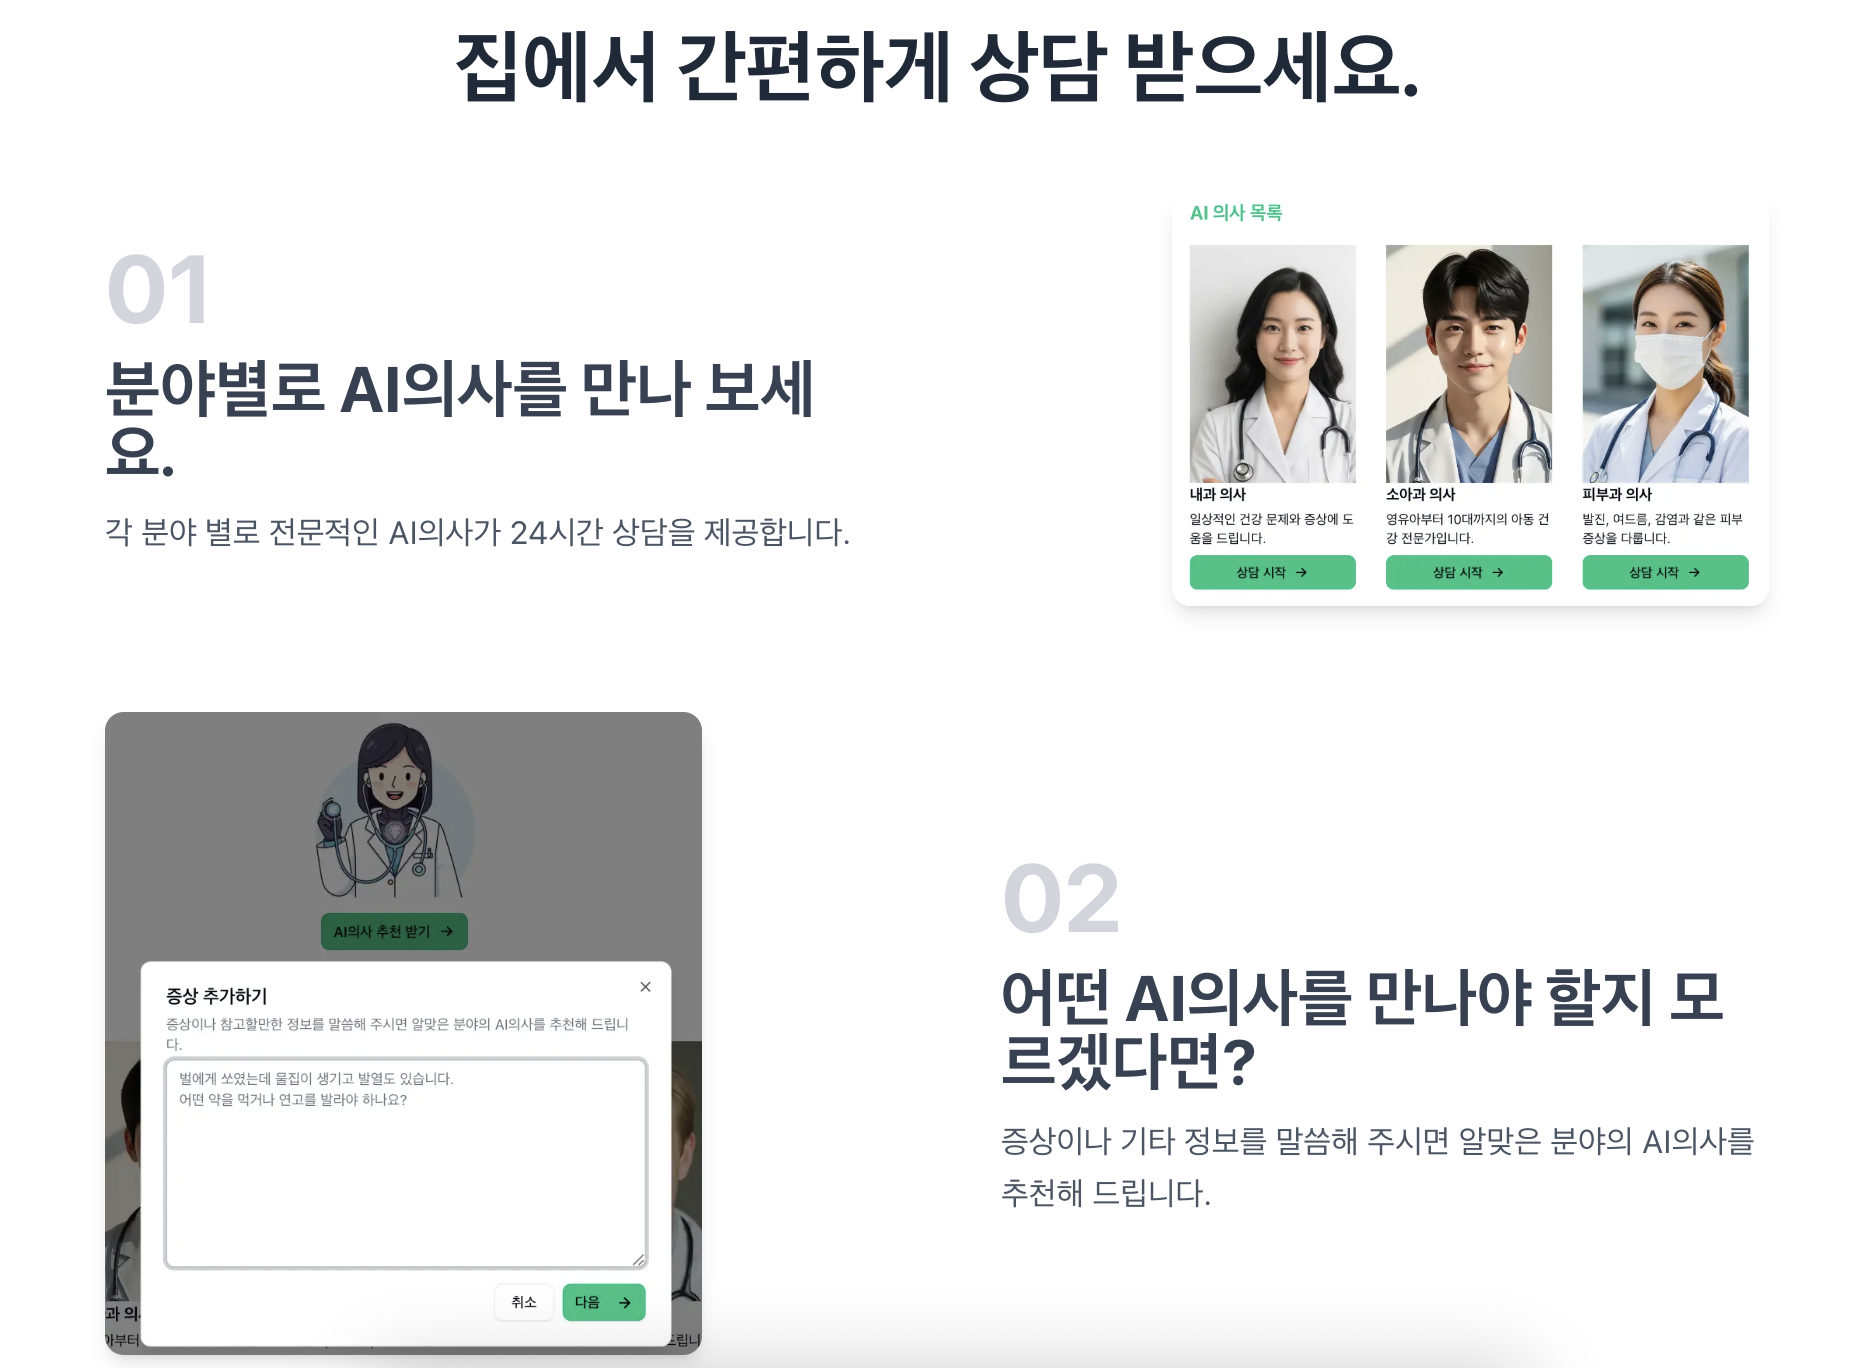 집에서 간편하게 상담 받으세요.
01
분야별로 AI의사를 만나 보세
요.
각 분야 별로 전문적인 AI의사가 24시간 상담을 제공합니다.
AI 의사 목록
내과 의사
일상적인 건강 문제와 증상에 도
움을 드립니다.
상담 시작 →
소아과 의사
영유아부터 10대까지의 아동 건
강 전문가입니다.
상담 시작 →
피부과 의사
발진, 여드름, 감염과 같은 피부
증상을 다룹니다.
상담 시작 →
AI의사 추천 받기 →
증상 추가하기
증상이나 참고할만한 정보를 말씀해 주시면 알맞은 분야의 AI의사를 추천해 드립니
다.
벌에게 쏘였는데 물집이 생기고 발열도 있습니다.
어떤 약을 먹거나 연고를 발라야 하나요?
취소
다음 →
과 의
아부터
드립니
02
어떤 AI의사를 만나야 할지 모
르겠다면?
증상이나 기타 정보를 말씀해 주시면 알맞은 분야의 AI의사를
추천해 드립니다.